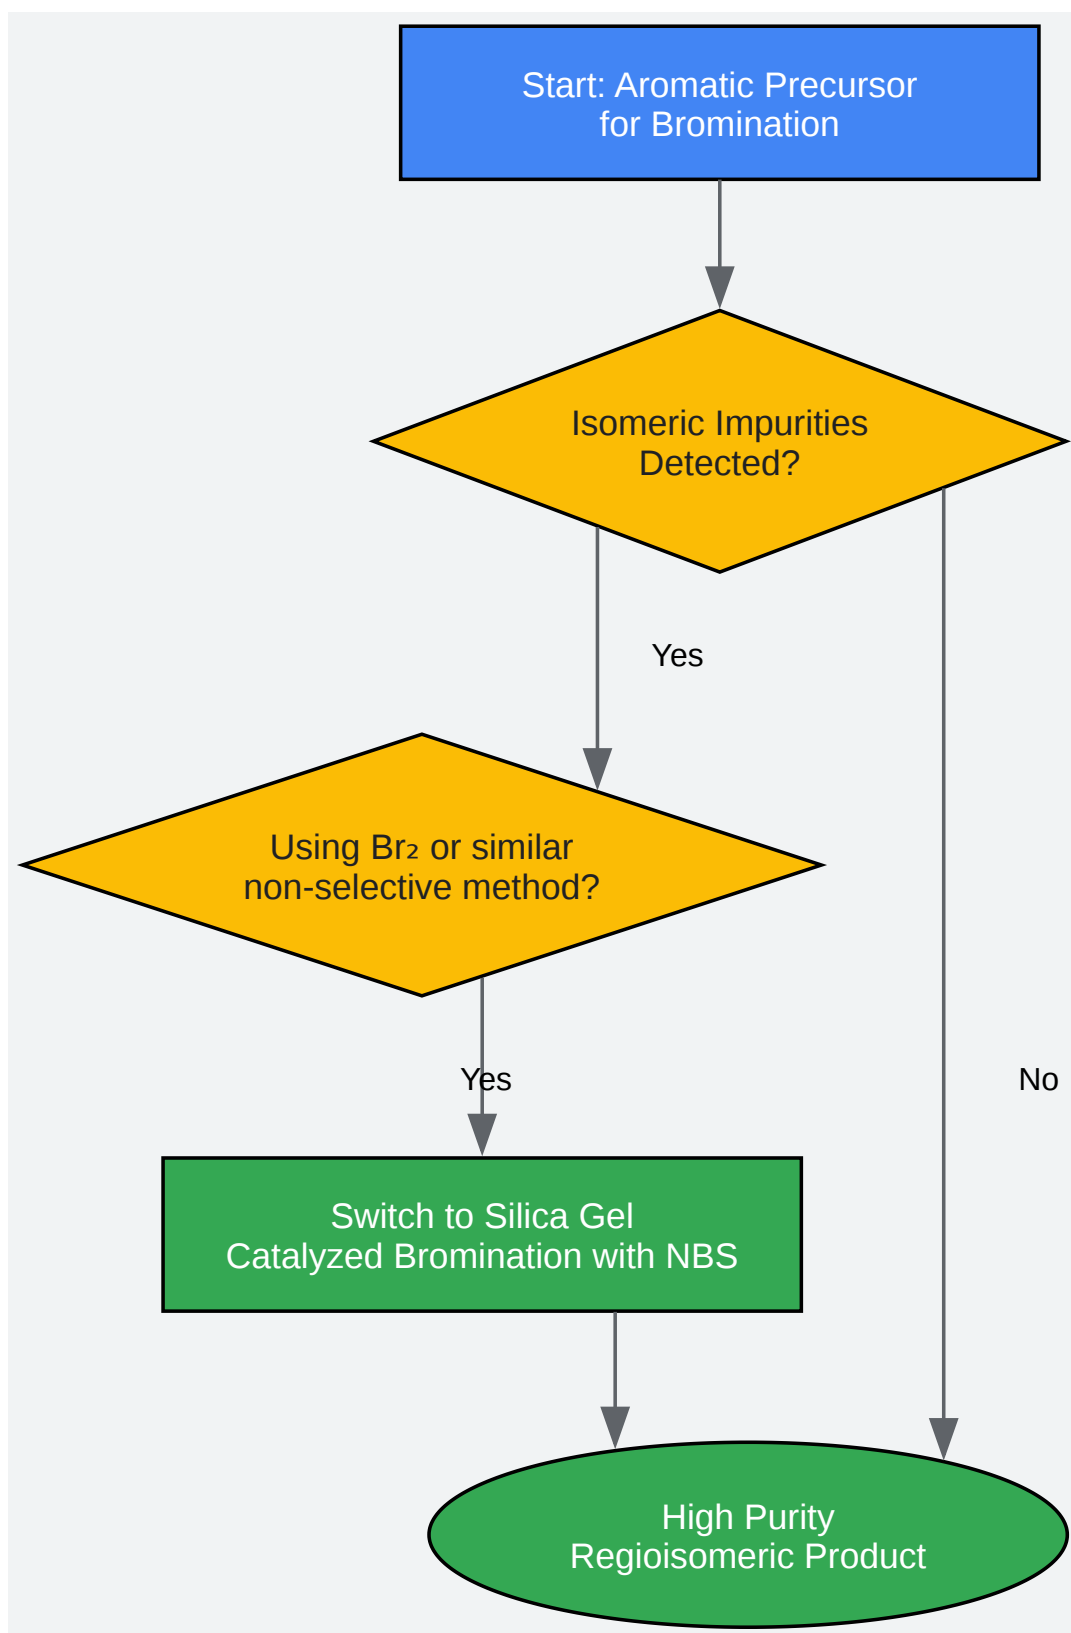 Start: Aromatic Precursor
for Bromination
Isomeric Impurities
Detected?
Yes
Using Br₂ or similar
non-selective method?
Yes
No
Switch to Silica Gel
Catalyzed Bromination with NBS
High Purity
Regioisomeric Product